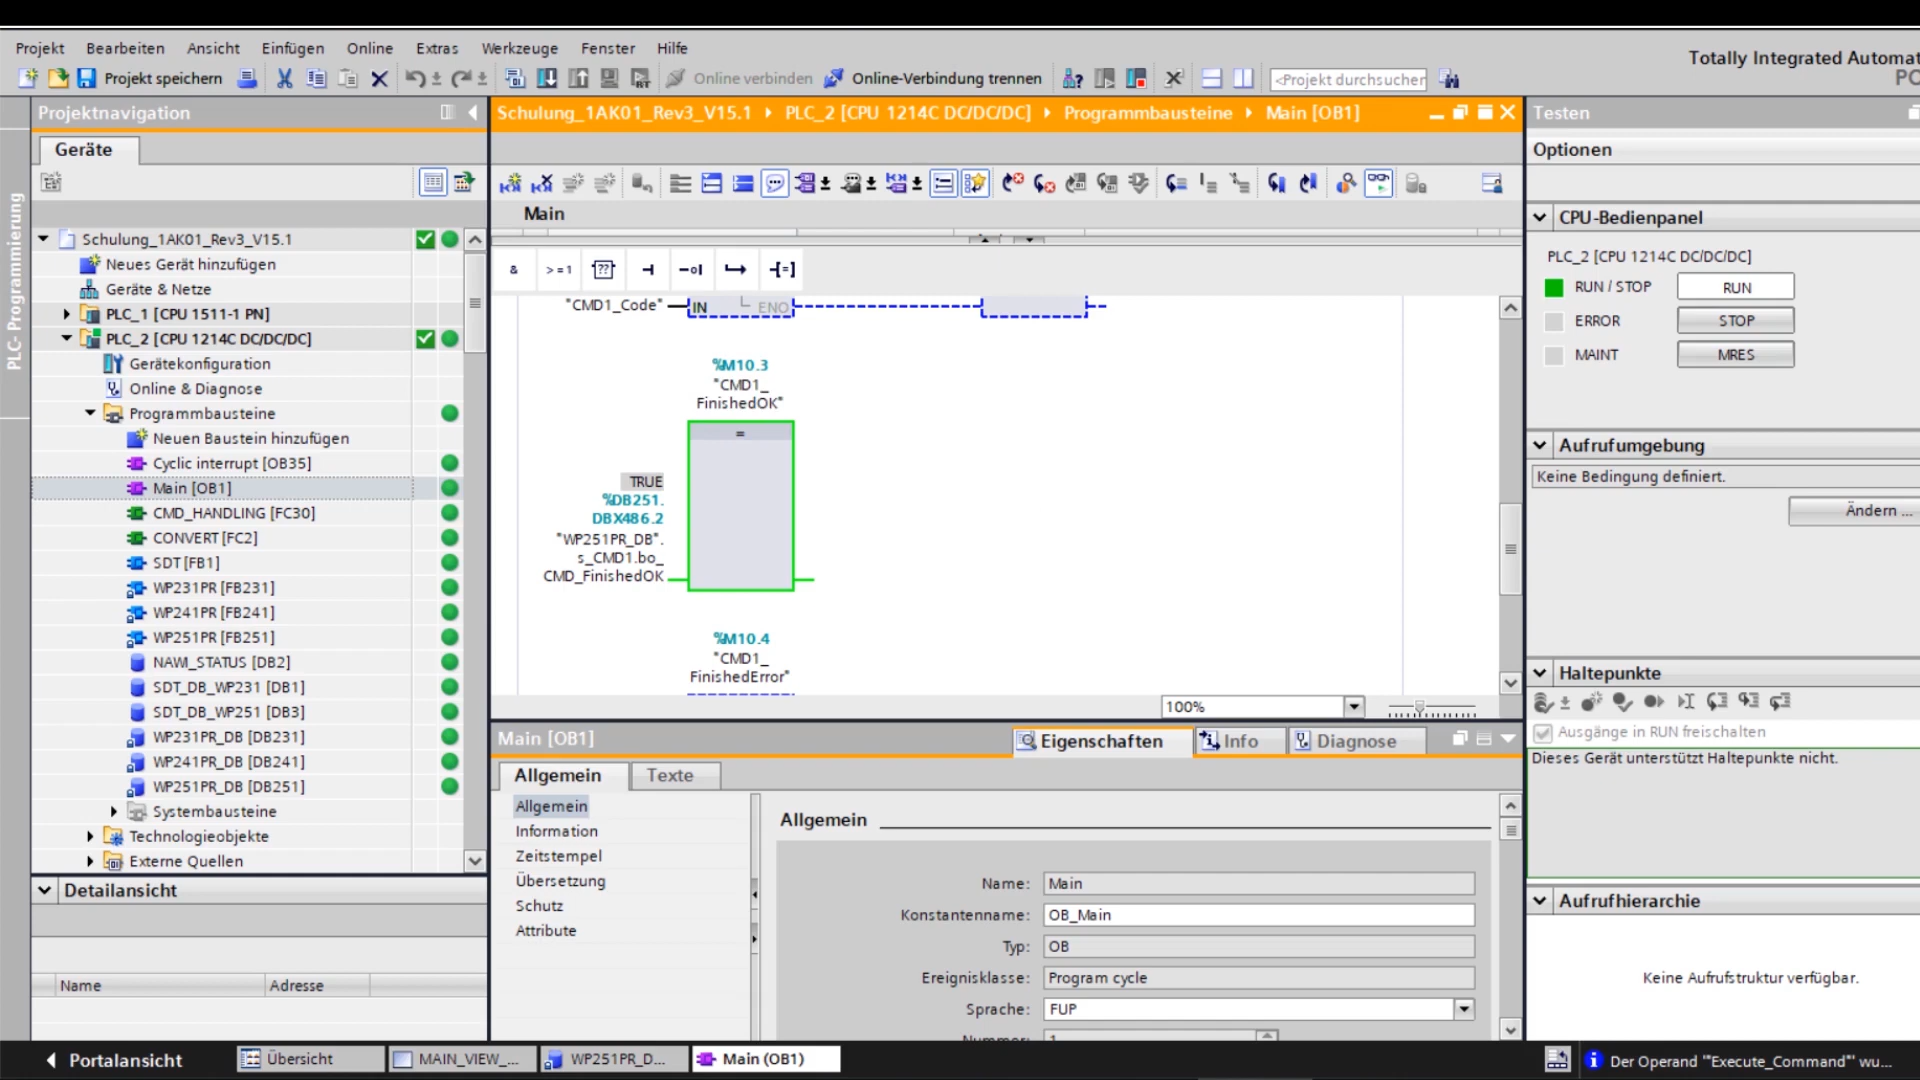 Projekt Bearbeiten Ansicht Einfügen Online Extras Werkzeuge Fenster Hilfe
Totally Integrated Automat
PO
Projekt speichern Online verbinden Online-Verbindung trennen <Projekt durchsuchen
Projektnavigation
Schulung_1AK01_Rev3_V15.1 PLC_2 [CPU 1214C DC/DC/DC] Programmbausteine Main [OB1]
Testen
Geräte
PLC-Programmierung
Schulung_1AK01_Rev3_V15.1
Neues Gerät hinzufügen
Geräte & Netze
PLC_1 [CPU 1511-1 PN]
PLC_2 [CPU 1214C DC/DC/DC]
Gerätekonfiguration
Online & Diagnose
Programmbausteine
Neuen Baustein hinzufügen
Cyclic interrupt [OB35]
Main [OB1]
CMD_HANDLING [FC30]
CONVERT [FC2]
SDT [FB1]
WP231PR [FB231]
WP241PR [FB241]
WP251PR [FB251]
NAWI_STATUS [DB2]
SDT_DB_WP231 [DB1]
SDT_DB_WP251 [DB3]
WP231PR_DB [DB231]
WP241PR_DB [DB241]
WP251PR_DB [DB251]
Systembausteine
Technologieobjekte
Externe Quellen
Detailansicht
Name Adresse
Main
& >=1 ?? [=]
"CMD1_Code" IN ENO
%M10.3
"CMD1_
FinishedOK"
=
TRUE
%DB251.
DBX486.2
"WP251PR_DB".
s_CMD1.bo_
CMD_FinishedOK
%M10.4
"CMD1_
FinishedError"
100%
Main [OB1]
Eigenschaften Info Diagnose
Allgemein Texte
Allgemein
Information
Zeitstempel
Übersetzung
Schutz
Attribute
Allgemein
Name: Main
Konstantenname: OB_Main
Typ: OB
Ereignisklasse: Program cycle
Sprache: FUP
Nummer: 1
Optionen
CPU-Bedienpanel
PLC_2 [CPU 1214C DC/DC/DC]
RUN / STOP RUN
ERROR STOP
MAINT MRES
Aufrufumgebung
Keine Bedingung definiert.
Ändern ...
Haltepunkte
Ausgänge in RUN freischalten
Dieses Gerät unterstützt Haltepunkte nicht.
Aufrufhierarchie
Keine Aufrufstruktur verfügbar.
Portalansicht Übersicht MAIN_VIEW_... WP251PR_D... Main (OB1) Der Operand '"Execute_Command"' wu...